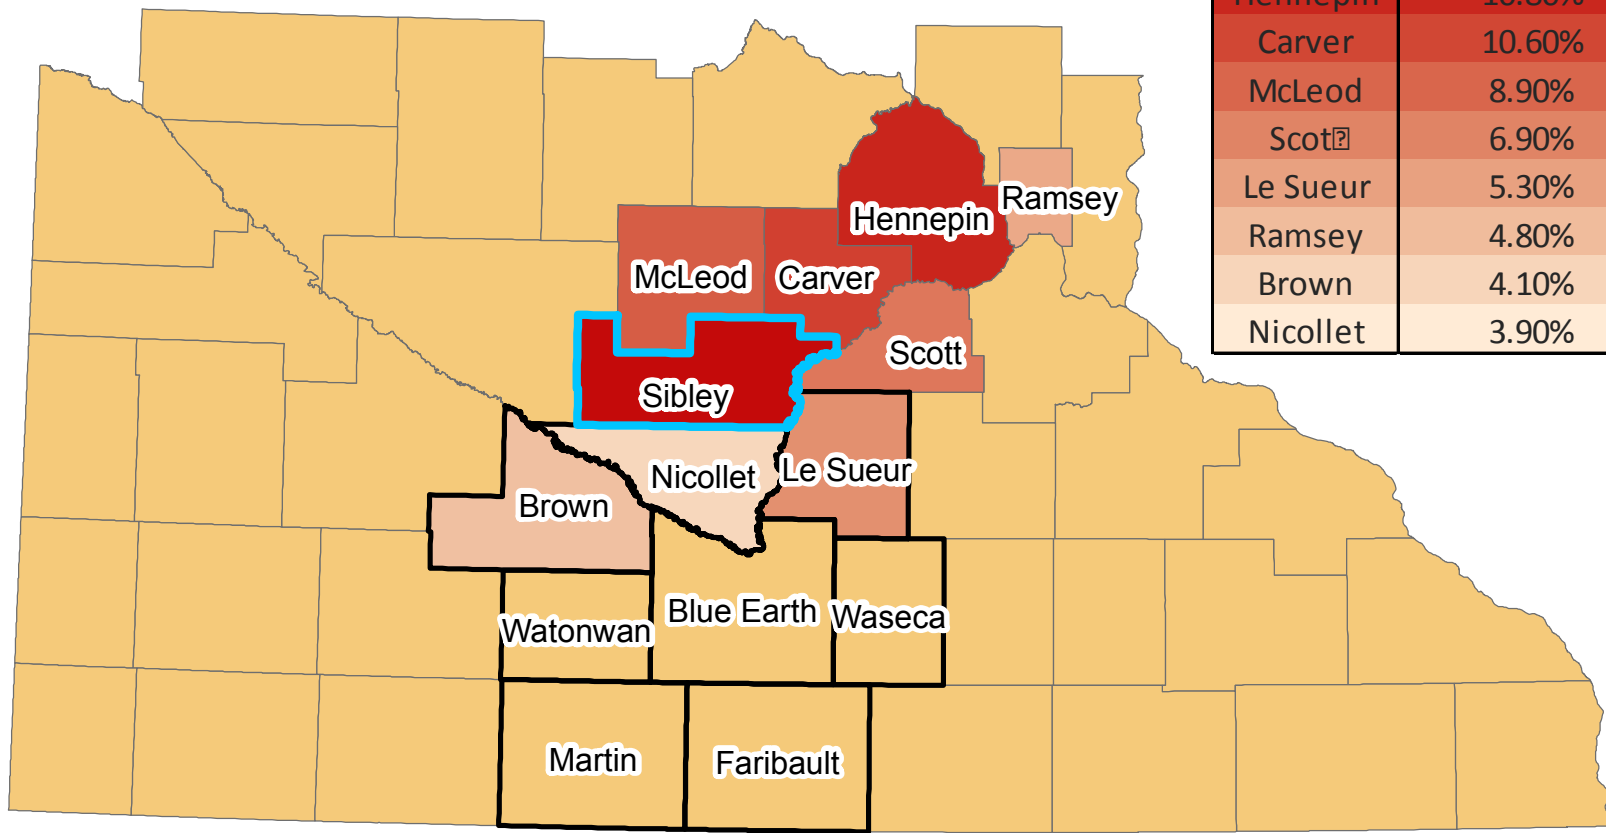 Carver 10.60%
McLeod 8.90%
Scot 6.90%
Le Sueur 5.30%
Ramsey 4.80%
Brown 4.10%
Nicollet 3.90%
Ramsey
Hennepin
McLeod
Carver
Scott
Sibley
Le Sueur
Nicollet
Brown
Blue Earth
Waseca
Watonwan
Martin
Faribault